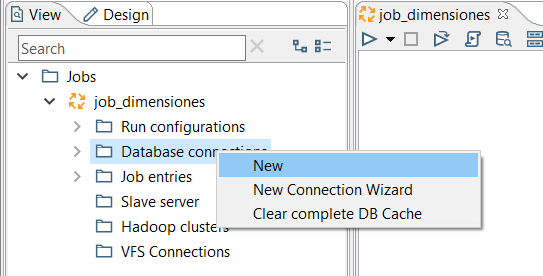 View Design
Search
Jobs
job_dimensiones
Run configurations
Database connections
Job entries
Slave server
Hadoop clusters
VFS Connections
job_dimensiones
New
New Connection Wizard
Clear complete DB Cache